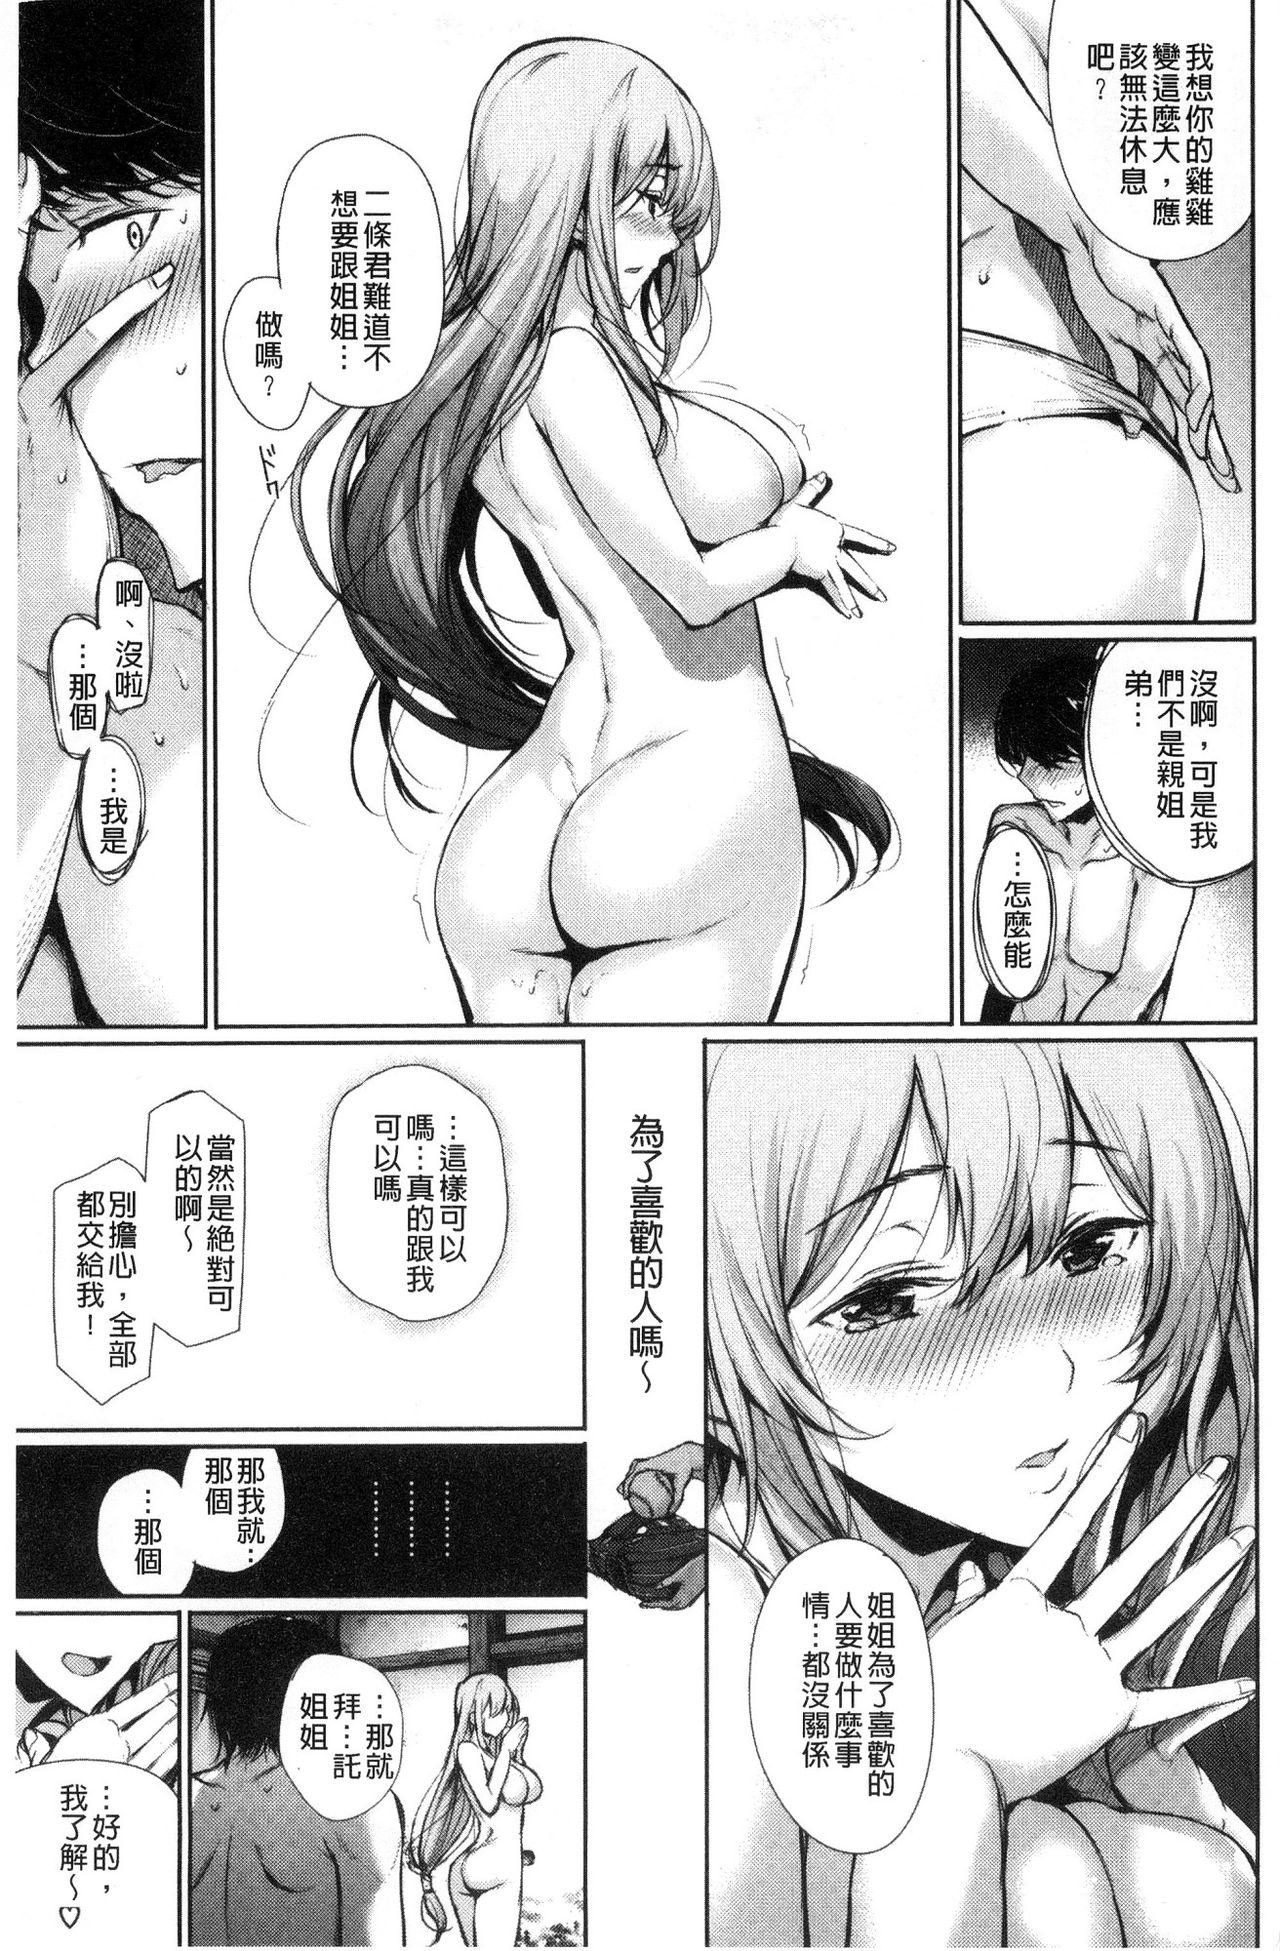 我想你的雞雞
變這麼大，應
該無法休息
吧？
沒啊，可是我
們不是親姐
弟…
…怎麼能
二條君難道不
想要跟姐姐…
做嗎？
ドキ
啊、沒啦
…那個
…我是
姐姐為了喜歡的
人要做什麼事
情…都沒關係
為了喜歡的人嗎～
…這樣可以
嗎…真的跟我
可以嗎
當然是絕對可
以的啊～
別擔心，全部
都交給我！
………
那我就…
那個
…那個
…那就
拜…託
姐姐
…好的，
我了解～♡